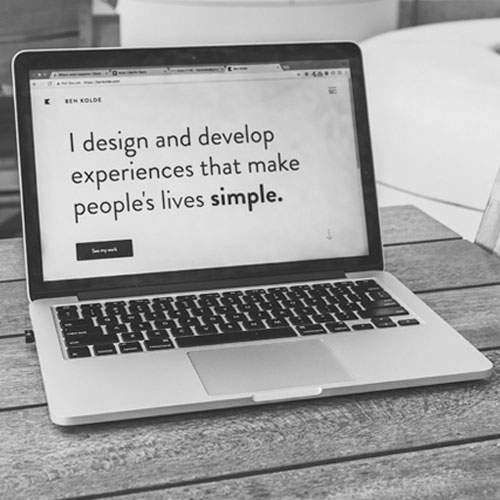 BEN KOLDE
I design and develop
experiences that make
people's lives simple.
See my work